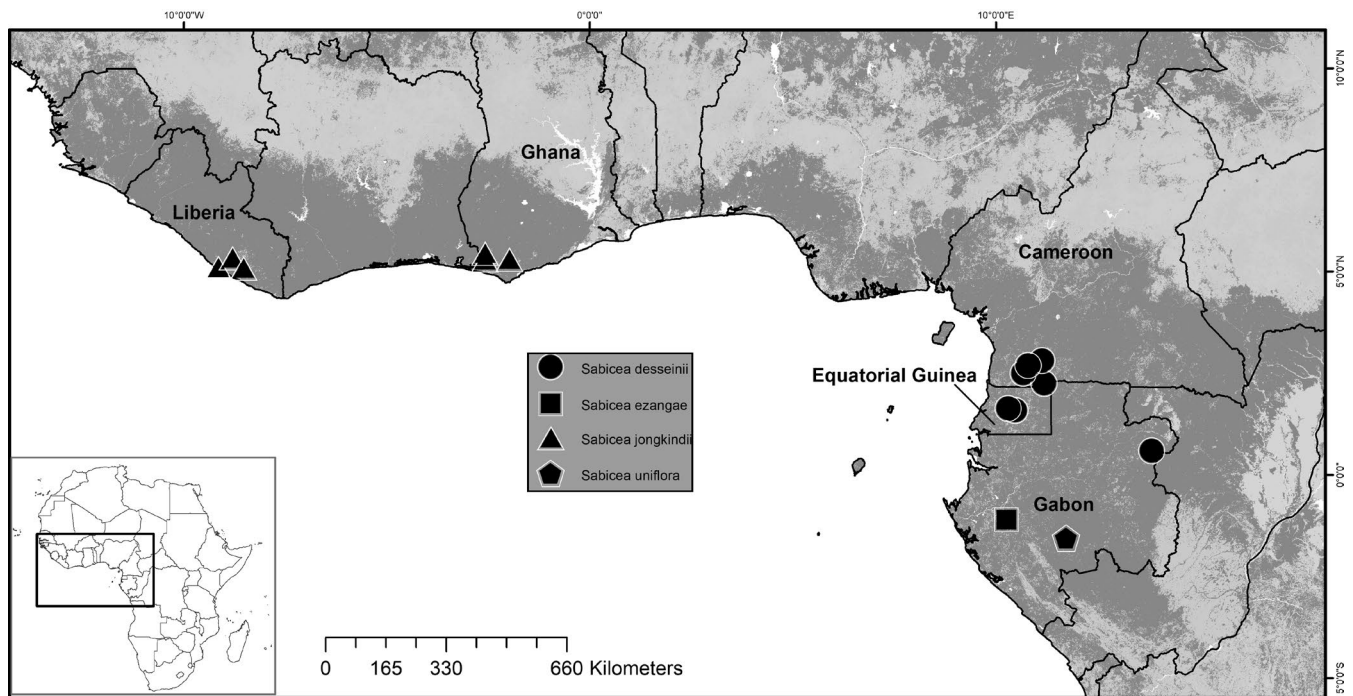 10°0'0"W
0°0'0"
10°0'0"E
10°0'0"N
Ghana
Liberia
Cameroon
5°0'0"N
Equatorial Guinea
Sabicea desseinii
Sabicea ezangae
Sabicea jongkindii
Sabicea uniflora
0°0'0"
Gabon
0 165 330 660 Kilometers
5°0'0"S